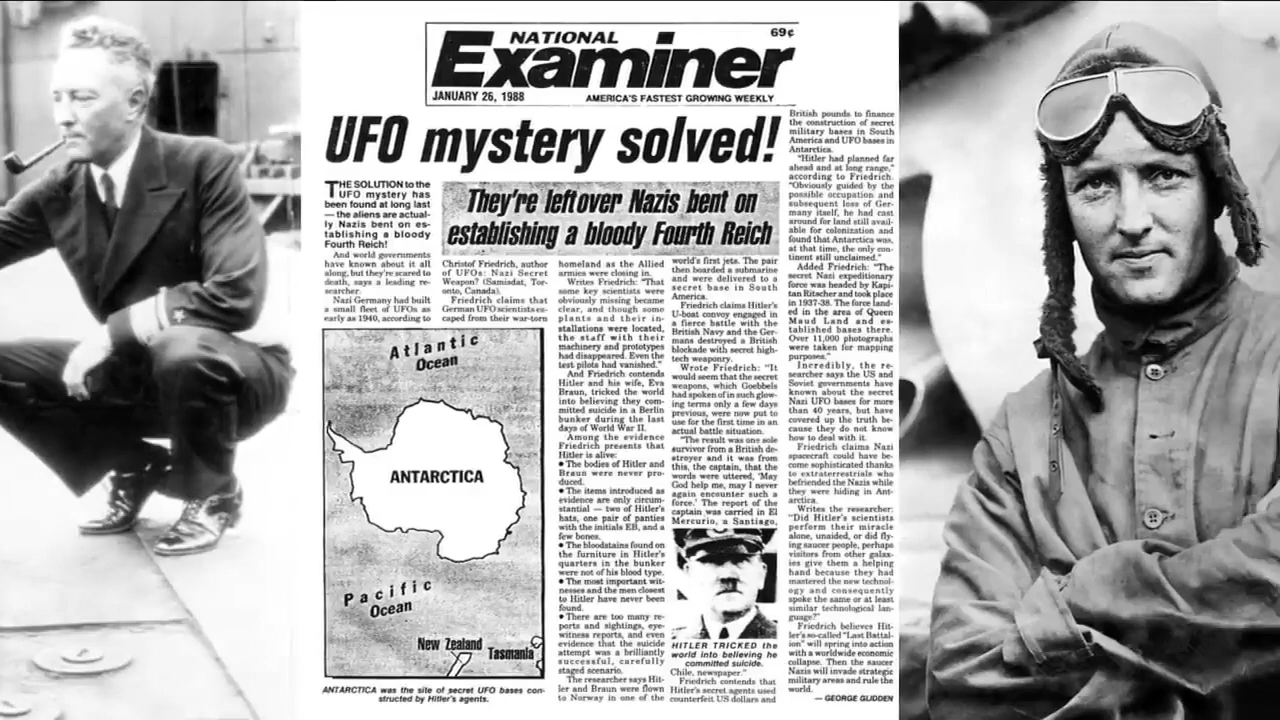 NATIONAL
Examiner
69¢
JANUARY 26, 1988
AMERICA'S FASTEST GROWING WEEKLY
UFO mystery solved!
They're leftover Nazis bent on
establishing a bloody Fourth Reich
THE SOLUTION to the
UFO mystery has
been found at long last
— the aliens are actual-
ly Nazis bent on es-
tablishing a bloody
Fourth Reich!
And world governments
have known about it all
along, but they're scared to
death, says a leading re-
searcher.
Nazi Germany had built
a small fleet of UFOs as
early as 1940, according to
Christof Friedrich, author
of UFOs: Nazi Secret
Weapon? (Samisdat, Toron-
to, Canada).
Friedrich claims that
German UFO scientists es-
caped from their war-torn
homeland as the Allied
armies were closing in.
Writes Friedrich: "That
some key scientists were
obviously missing became
clear, and though some
plants and their in-
stallations were located,
the staff with their
machinery and prototypes
had disappeared. Even the
test pilots had vanished."
And Friedrich contends
Hitler and his wife, Eva
Braun, tricked the world
into believing they com-
mitted suicide in a Berlin
bunker during the last
days of World War II.
Among the evidence
Friedrich presents that
Hitler is alive:
● The bodies of Hitler and
Braun were never pro-
duced.
● The items introduced as
evidence are only circum-
stantial — two of Hitler's
hats, one pair of panties
with the initials EB, and a
few bones.
● The bloodstains found on
the furniture in Hitler's
quarters in the bunker
were not of his blood type.
● The most important wit-
nesses and the men closest
to Hitler have never been
found.
● There are too many re-
ports and sightings, eye-
witness reports, and even
evidence that the suicide
attempt was a brilliantly
successful, carefully
staged scenario.
The researcher says Hit-
ler and Braun were flown
to Norway in one of the
world's first jets. The pair
then boarded a submarine
and were delivered to a
secret base in South
America.
Friedrich claims Hitler's
U-boat convoy engaged in
a fierce battle with the
British Navy and the Ger-
mans destroyed a British
blockade with secret high-
tech weaponry.
Wrote Friedrich: "It
would seem that the secret
weapons, which Goebbels
had spoken of in such glow-
ing terms only a few days
previous, were now put to
use for the first time in an
actual battle situation.
"The result was one sole
survivor from a British de-
stroyer and it was from
this, the captain, that the
words were uttered, 'May
God help me, may I never
again encounter such a
force.' The report of the
captain was carried in El
Mercurio, a Santiago,
HITLER TRICKED the
world into believing he
committed suicide.
Chile, newspaper."
Friedrich contends that
Hitler's secret agents used
counterfeit US dollars and
British pounds to finance
the construction of secret
military bases in South
America and UFO bases in
Antarctica.
"Hitler had planned far
ahead and at long range,"
according to Friedrich.
"Obviously guided by the
possible occupation and
subsequent loss of Ger-
many itself, he had cast
around for land still avail-
able for colonization and
found that Antarctica was,
at that time, the only con-
tinent still unclaimed."
Added Friedrich: "The
secret Nazi expeditionary
force was headed by Kapi-
tan Ritscher and took place
in 1937-38. The force land-
ed in the area of Queen
Maud Land and es-
tablished bases there.
Over 11,000 photographs
were taken for mapping
purposes."
Incredibly, the re-
searcher says the US and
Soviet governments have
known about the secret
Nazi UFO bases for more
than 40 years, but have
covered up the truth be-
cause they do not know
how to deal with it.
Friedrich claims Nazi
spacecraft could have be-
come sophisticated thanks
to extraterrestrials who
befriended the Nazis while
they were hiding in Ant-
arctica.
Writes the researcher:
"Did Hitler's scientists
perform their miracle
alone, unaided, or did fly-
ing saucer people, perhaps
visitors from other galax-
ies give them a helping
hand because they had
mastered the new technol-
ogy and consequently
spoke the same or at least
similar technological lan-
guage?"
Friedrich believes Hit-
ler's so-called "Last Battal-
ion" will spring into action
with a worldwide economic
collapse. Then the saucer
Nazis will invade strategic
military areas and rule the
world.
— GEORGE GLIDDEN
Atlantic
Ocean
ANTARCTICA
Pacific
Ocean
New Zealand
Tasmania
ANTARCTICA was the site of secret UFO bases con-
structed by Hitler's agents.